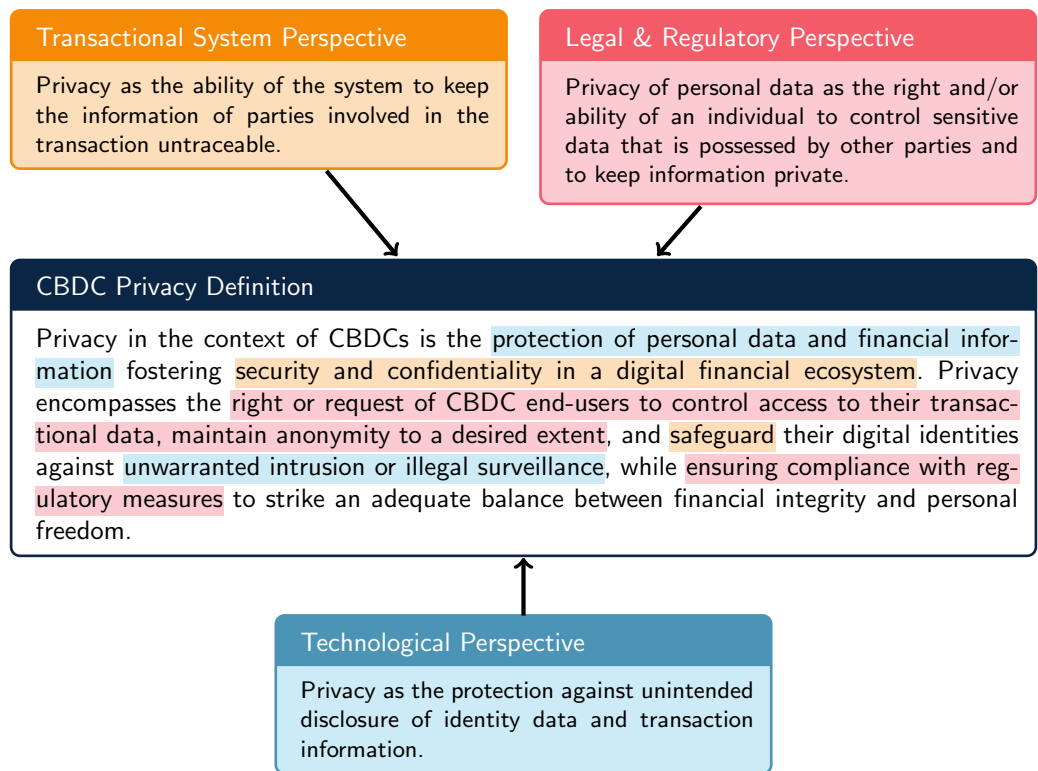 Transactional System Perspective
Privacy as the ability of the system to keep
the information of parties involved in the
transaction untraceable.
Legal & Regulatory Perspective
Privacy of personal data as the right and/or
ability of an individual to control sensitive
data that is possessed by other parties and
to keep information private.
CBDC Privacy Definition
Privacy in the context of CBDCs is the protection of personal data and financial infor-
mation fostering security and confidentiality in a digital financial ecosystem. Privacy
encompasses the right or request of CBDC end-users to control access to their transac-
tional data, maintain anonymity to a desired extent, and safeguard their digital identities
against unwarranted intrusion or illegal surveillance, while ensuring compliance with reg-
ulatory measures to strike an adequate balance between financial integrity and personal
freedom.
Technological Perspective
Privacy as the protection against unintended
disclosure of identity data and transaction
information.